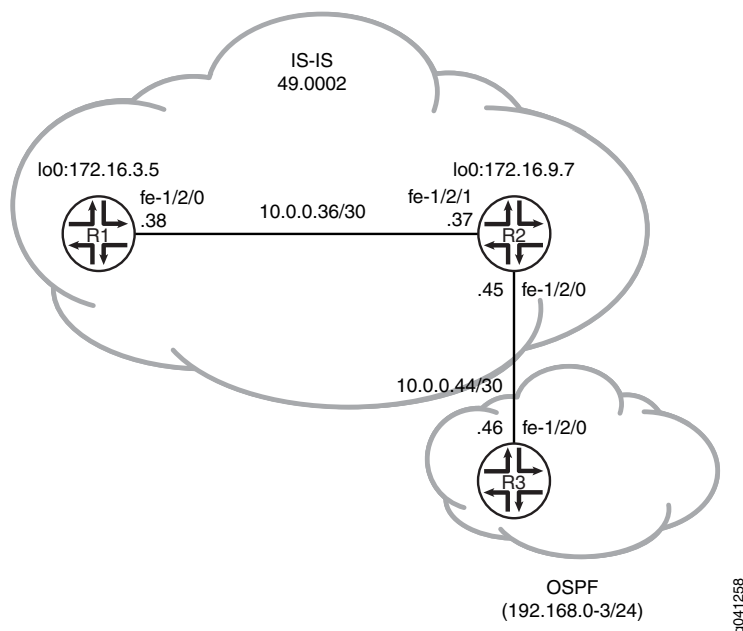 IS-IS
49.0002
lo0:172.16.3.5
lo0:172.16.9.7
fe-1/2/0
.38
R1
10.0.0.36/30
fe-1/2/1
.37
R2
.45 fe-1/2/0
10.0.0.44/30
.46 fe-1/2/0
R3
OSPF
(192.168.0-3/24)
g041258